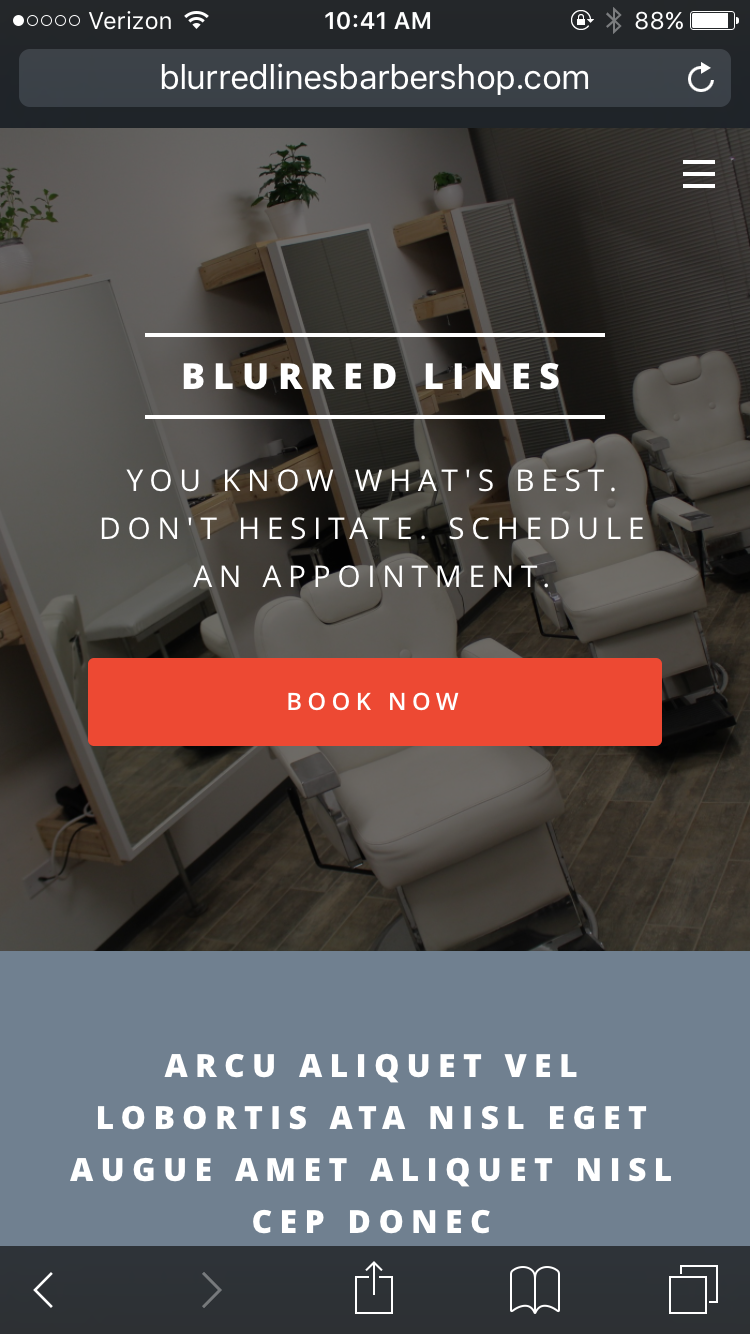 Verizon 10:41 AM 88%
blurredlinesbarbershop.com
BLURRED LINES
YOU KNOW WHAT'S BEST.
DON'T HESITATE. SCHEDULE
AN APPOINTMENT.
BOOK NOW
ARCU ALIQUET VEL
LOBORTIS ATA NISL EGET
AUGUE AMET ALIQUET NISL
CEP DONEC